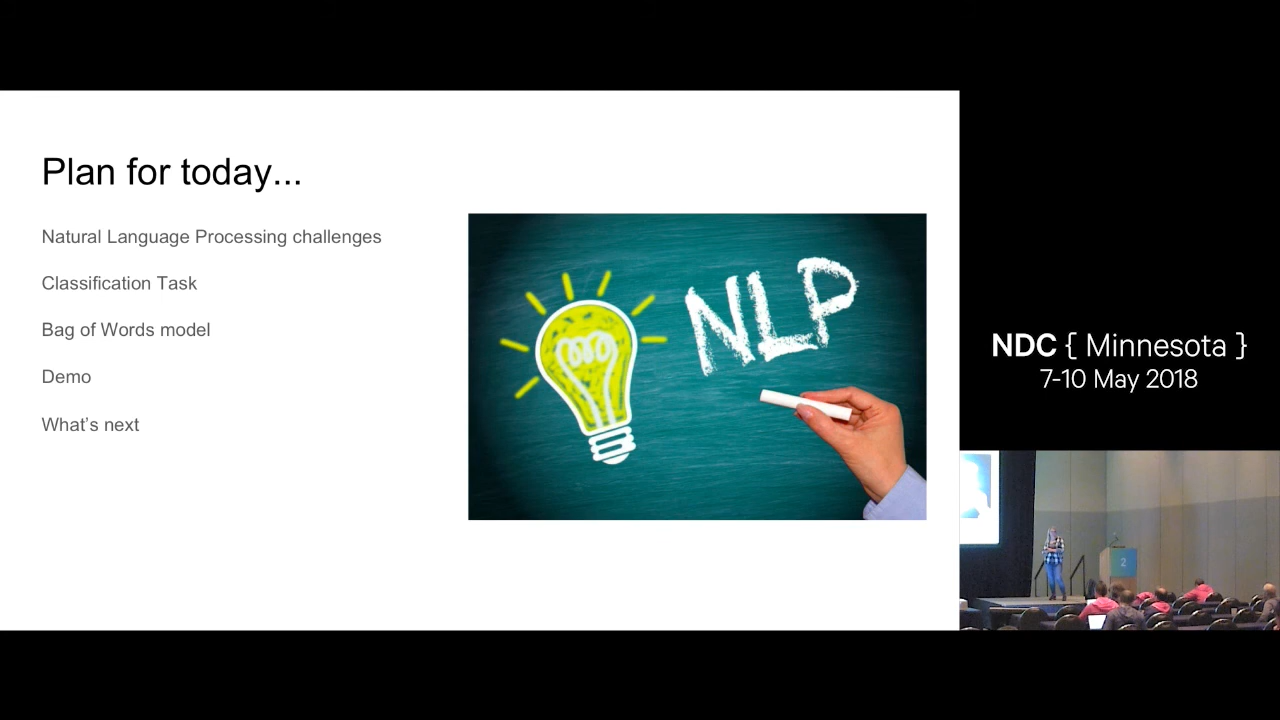 Plan for today...
Natural Language Processing challenges
Classification Task
Bag of Words model
Demo
What's next
NLP
NDC { Minnesota }
7-10 May 2018
2